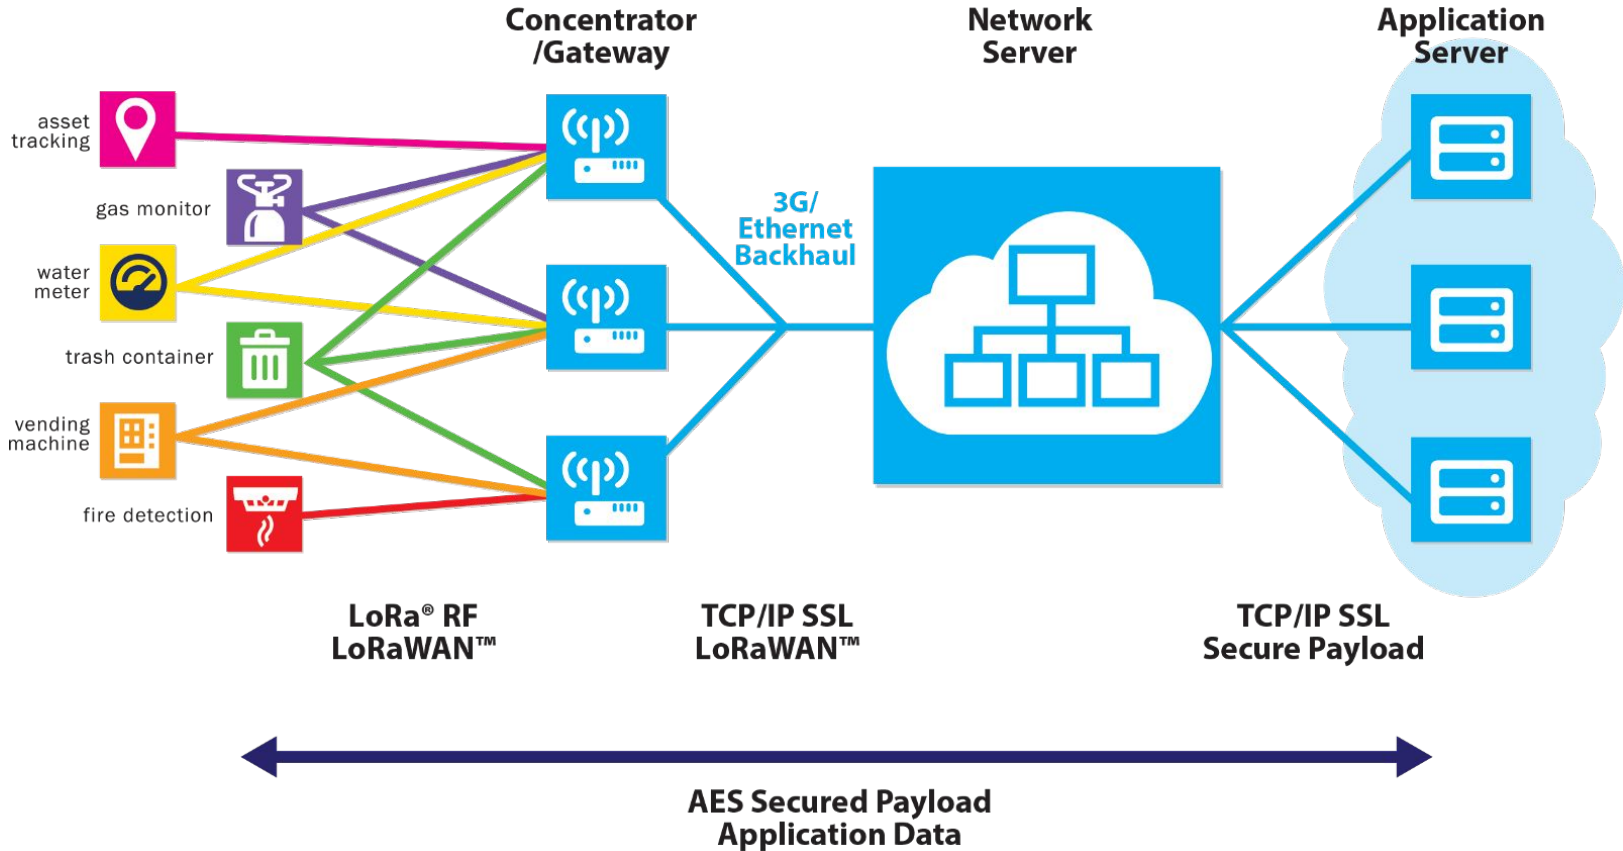 Concentrator
/Gateway
Network
Server
Application
Server
asset
tracking
gas monitor
water
meter
trash container
vending
machine
fire detection
3G/
Ethernet
Backhaul
LoRa® RF
LoRaWAN™
TCP/IP SSL
LoRaWAN™
TCP/IP SSL
Secure Payload
AES Secured Payload
Application Data